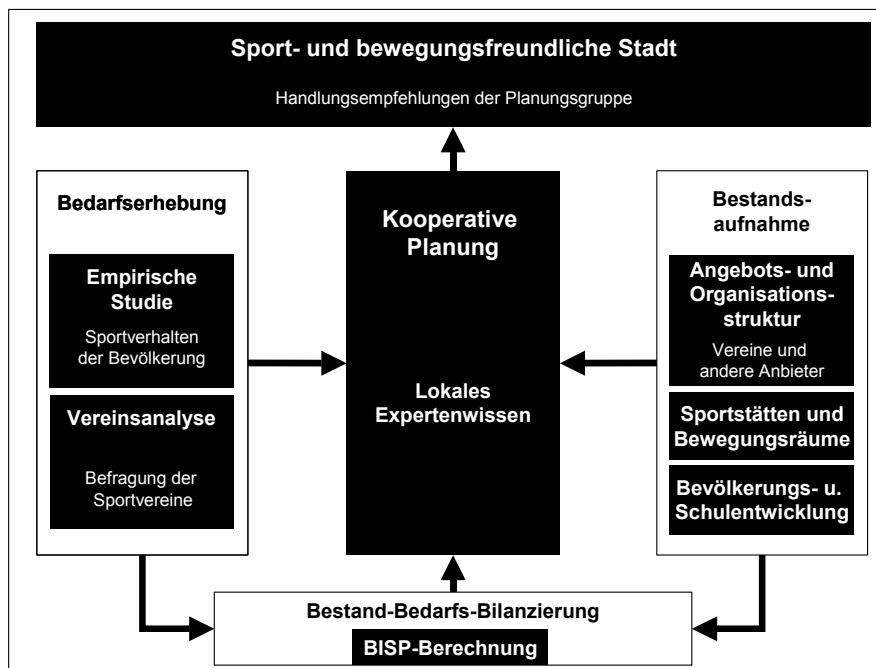 Sport- und bewegungsfreundliche Stadt
Handlungsempfehlungen der Planungsgruppe
Bedarfserhebung
Empirische
Studie
Sportverhalten
der Bevölkerung
Vereinsanalyse
Befragung der
Sportvereine
Kooperative
Planung
Lokales
Expertenwissen
Bestands-
aufnahme
Angebots- und
Organisations-
struktur
Vereine und
andere Anbieter
Sportstätten und
Bewegungsräume
Bevölkerungs- u.
Schulentwicklung
Bestand-Bedarfs-Bilanzierung
BISP-Berechnung